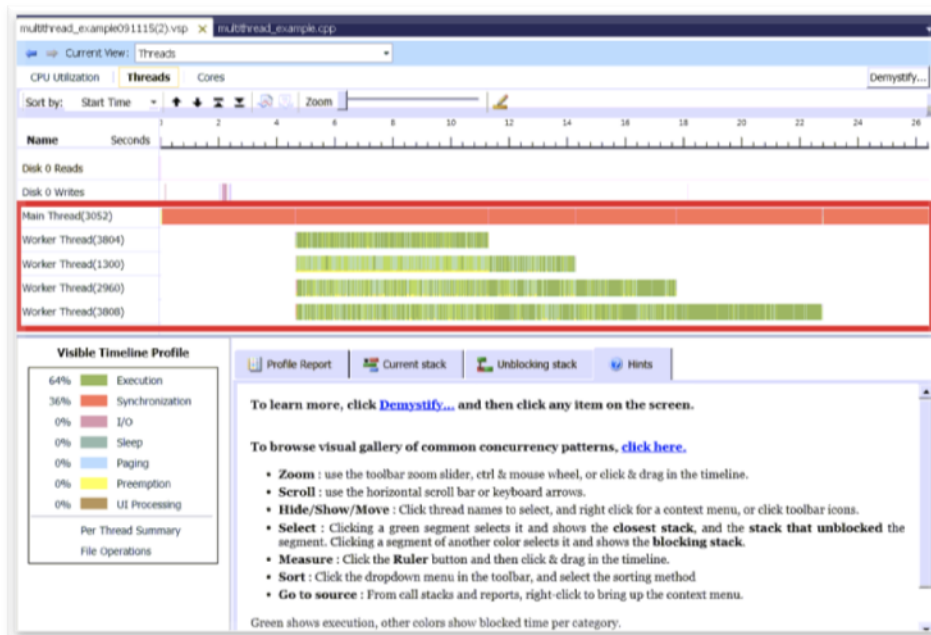 multithread_example091115(2).vsp multithread_example.cpp
Current View: Threads
CPU Utilization Threads Cores Demystify...
Sort by: Start Time Zoom
0 2 4 6 8 10 12 14 16 18 20 22 24 26
Name Seconds
Disk 0 Reads
Disk 0 Writes
Main Thread(3052)
Worker Thread(3804)
Worker Thread(1300)
Worker Thread(2960)
Worker Thread(3808)
Visible Timeline Profile
64% Execution
36% Synchronization
0% I/O
0% Sleep
0% Paging
0% Preemption
0% UI Processing
Per Thread Summary
File Operations
Profile Report Current stack Unblocking stack Hints
To learn more, click Demystify... and then click any item on the screen.
To browse visual gallery of common concurrency patterns, click here.
• Zoom : use the toolbar zoom slider, ctrl & mouse wheel, or click & drag in the timeline.
• Scroll : use the horizontal scroll bar or keyboard arrows.
• Hide/Show/Move : Click thread names to select, and right click for a context menu, or click toolbar icons.
• Select : Clicking a green segment selects it and shows the closest stack, and the stack that unblocked the
segment. Clicking a segment of another color selects it and shows the blocking stack.
• Measure : Click the Ruler button and then click & drag in the timeline.
• Sort : Click the dropdown menu in the toolbar, and select the sorting method
• Go to source : From call stacks and reports, right-click to bring up the context menu.
Green shows execution, other colors show blocked time per category.